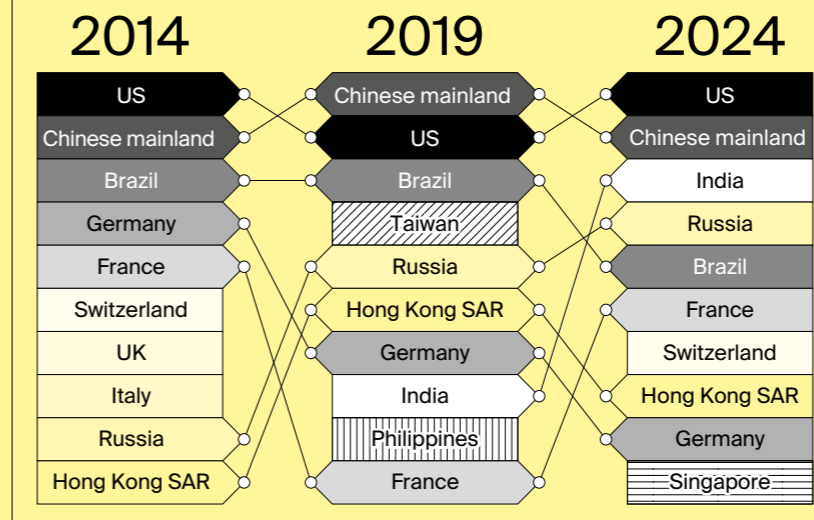 2014
US
Chinese mainland
Brazil
Germany
France
Switzerland
UK
Italy
Russia
Hong Kong SAR
2019
Chinese mainland
US
Brazil
Taiwan
Russia
Hong Kong SAR
Germany
India
Philippines
France
2024
US
Chinese mainland
India
Russia
Brazil
France
Switzerland
Hong Kong SAR
Germany
Singapore